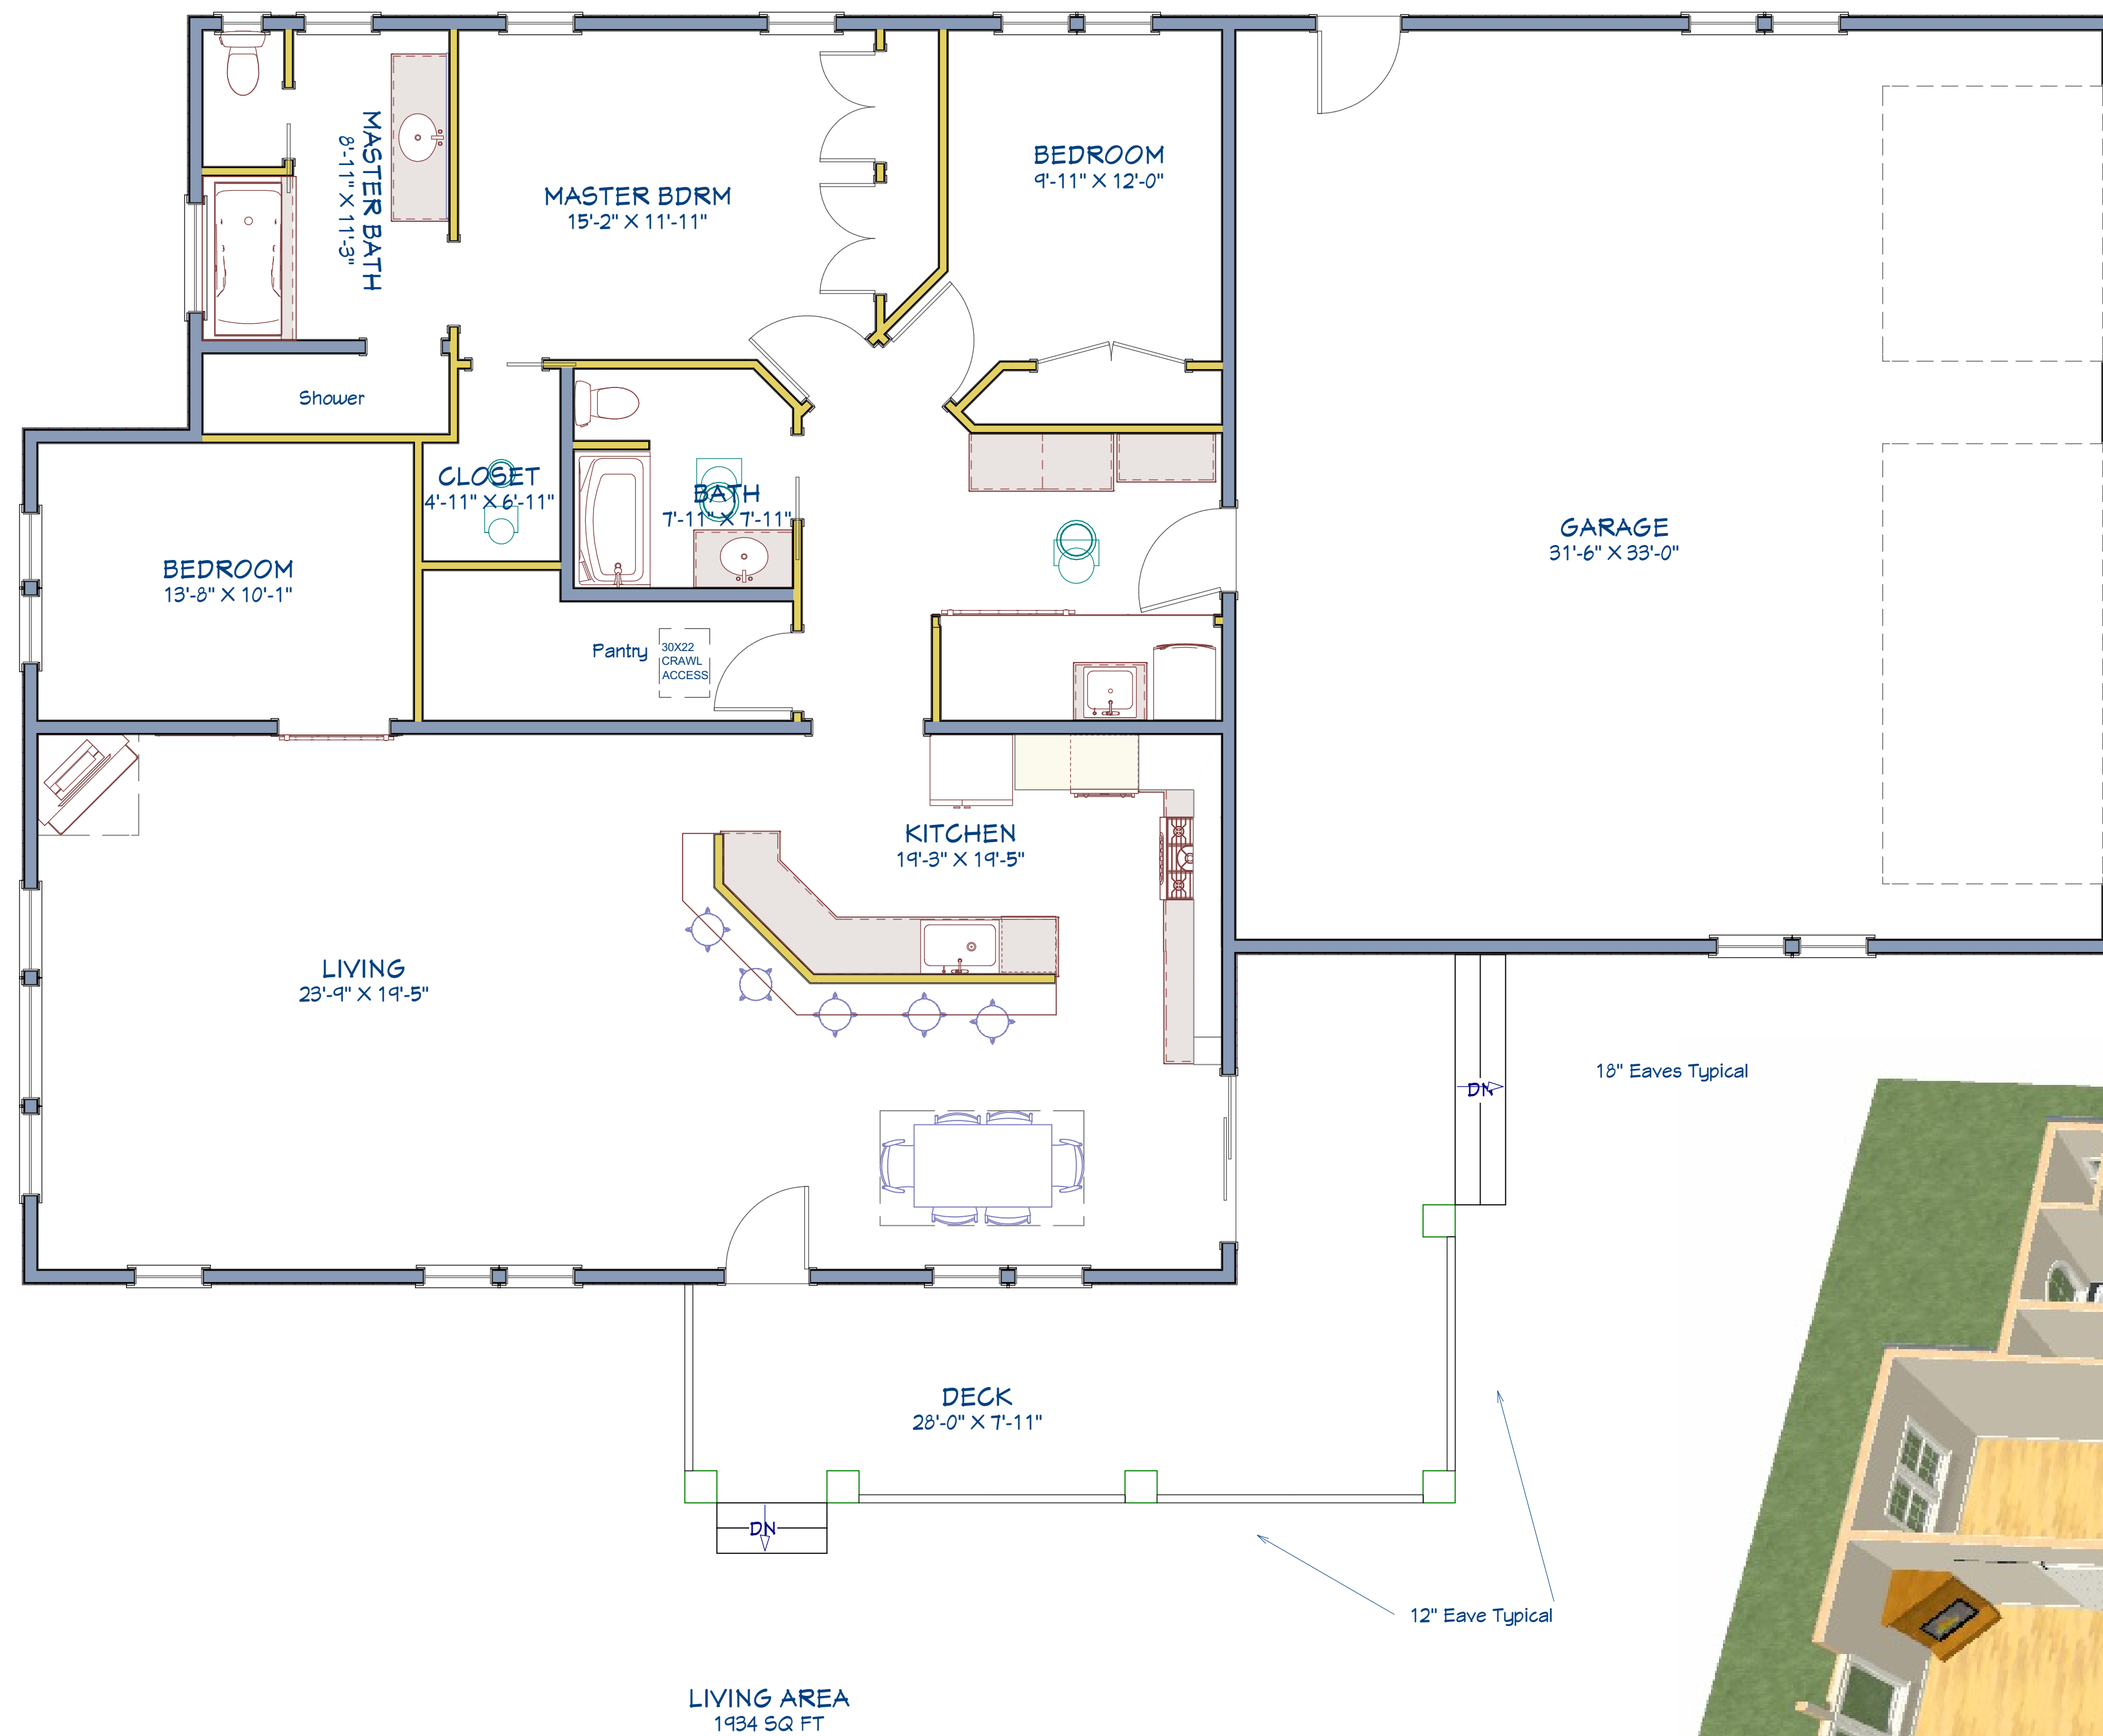 MASTER BATH
8'-11" X 11'-3"
MASTER BDRM
15'-2" X 11'-11"
BEDROOM
9'-11" X 12'-0"
Shower
CLOSET
4'-11" X 6'-11"
BATH
7'-11" X 7'-11"
GARAGE
31'-6" X 33'-0"
BEDROOM
13'-8" X 10'-1"
Pantry
30X22
CRAWL
ACCESS
KITCHEN
19'-3" X 19'-5"
LIVING
23'-9" X 19'-5"
18" Eaves Typical
DN
DECK
28'-0" X 7'-11"
DN
12" Eave Typical
LIVING AREA
1934 SQ FT